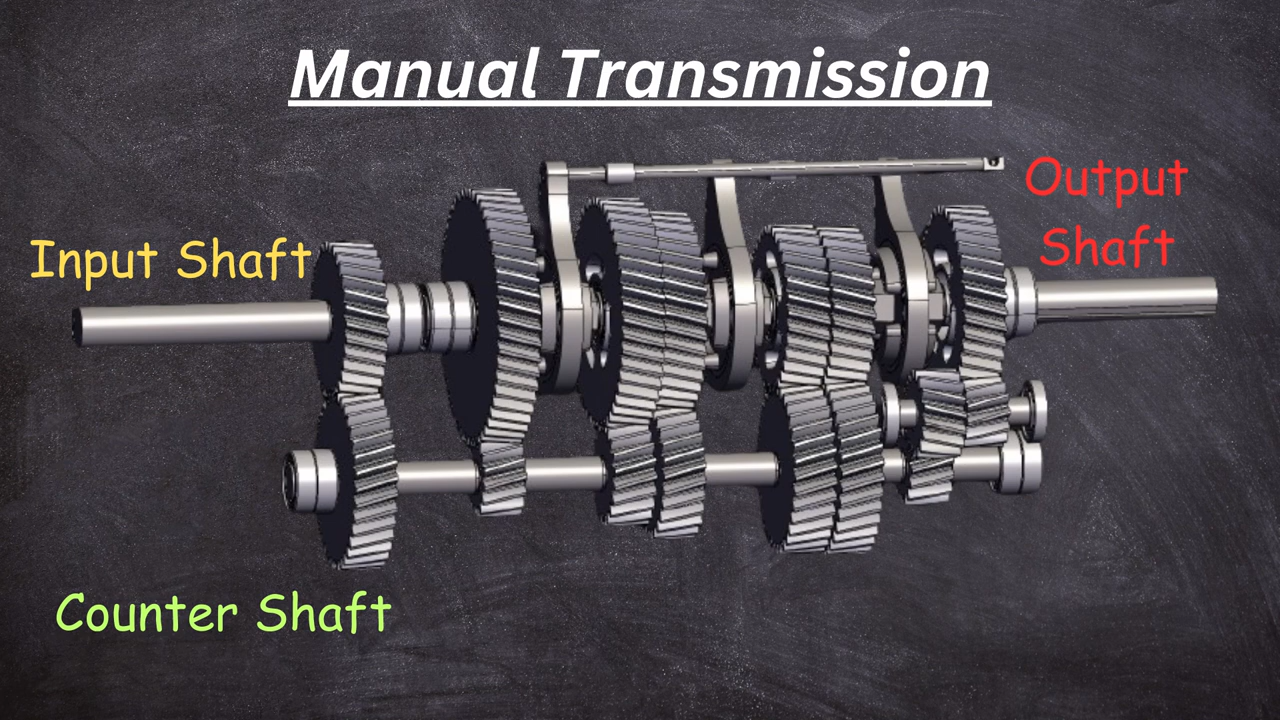 Manual Transmission
Input Shaft
Output
Shaft
Counter Shaft